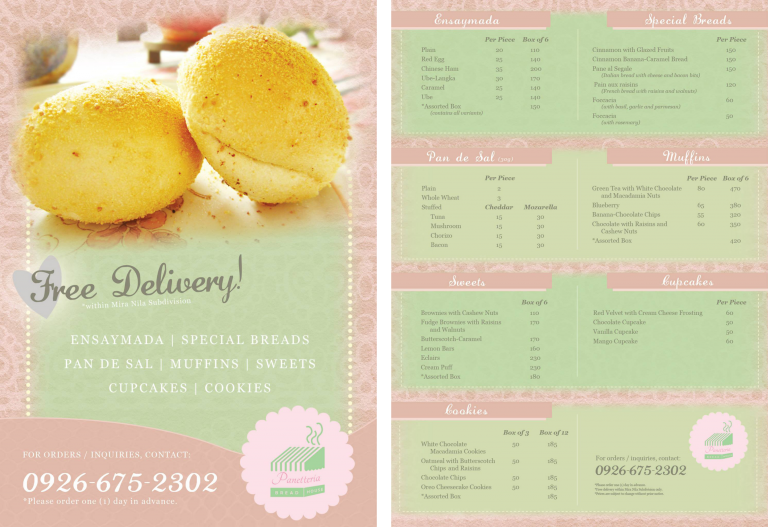 Free Delivery!
*within Mira Nila Subdivision
ENSAYMADA | SPECIAL BREADS
PAN DE SAL | MUFFINS | SWEETS
CUPCAKES | COOKIES
FOR ORDERS / INQUIRIES, CONTACT:
0926-675-2302
*Please order one (1) day in advance.
Panetteria
BREAD HOUSE
Ensaymada
Per Piece Box of 6
Plain 20 110
Red Egg 25 140
Chinese Ham 35 200
Ube-Langka 30 170
Caramel 25 140
Ube 25 140
*Assorted Box 150
(contains all variants)
Special Breads
Per Piece
Cinnamon with Glazed Fruits 150
Cinnamon Banana-Caramel Bread 130
Pane al Segale 150
(Italian bread with cheese and bacon bits)
Pain aux raisins 120
(French bread with raisins and walnuts)
Foccacia 60
(with basil, garlic and parmesan)
Foccacia 50
(with rosemary)
Pan de Sal
Per Piece
Plain 2
Whole Wheat 3
Stuffed Cheddar Mozarella
Tuna 15 30
Mushroom 15 30
Chorizo 15 30
Bacon 15 30
Muffins
Per Piece Box of 6
Green Tea with White Chocolate 80 470
and Macadamia Nuts
Blueberry 65 380
Banana-Chocolate Chips 55 320
Chocolate with Raisins and 60 350
Cashew Nuts
*Assorted Box 420
Sweets
Box of 6
Brownies with Cashew Nuts 110
Fudge Brownies with Raisins 170
and Walnuts
Butterscotch-Caramel 170
Lemon Bars 160
Eclairs 230
Cream Puff 230
*Assorted Box 180
Cupcakes
Per Piece
Red Velvet with Cream Cheese Frosting 60
Chocolate Cupcake 50
Vanilla Cupcake 50
Mango Cupcake 60
Cookies
Box of 3 Box of 12
White Chocolate 50 185
Macadamia Cookies
Oatmeal with Butterscotch 50 185
Chips and Raisins
Chocolate Chips 50 185
Oreo Cheesecake Cookies 50 185
*Assorted Box 185
For orders / inquiries, contact:
0926-675-2302